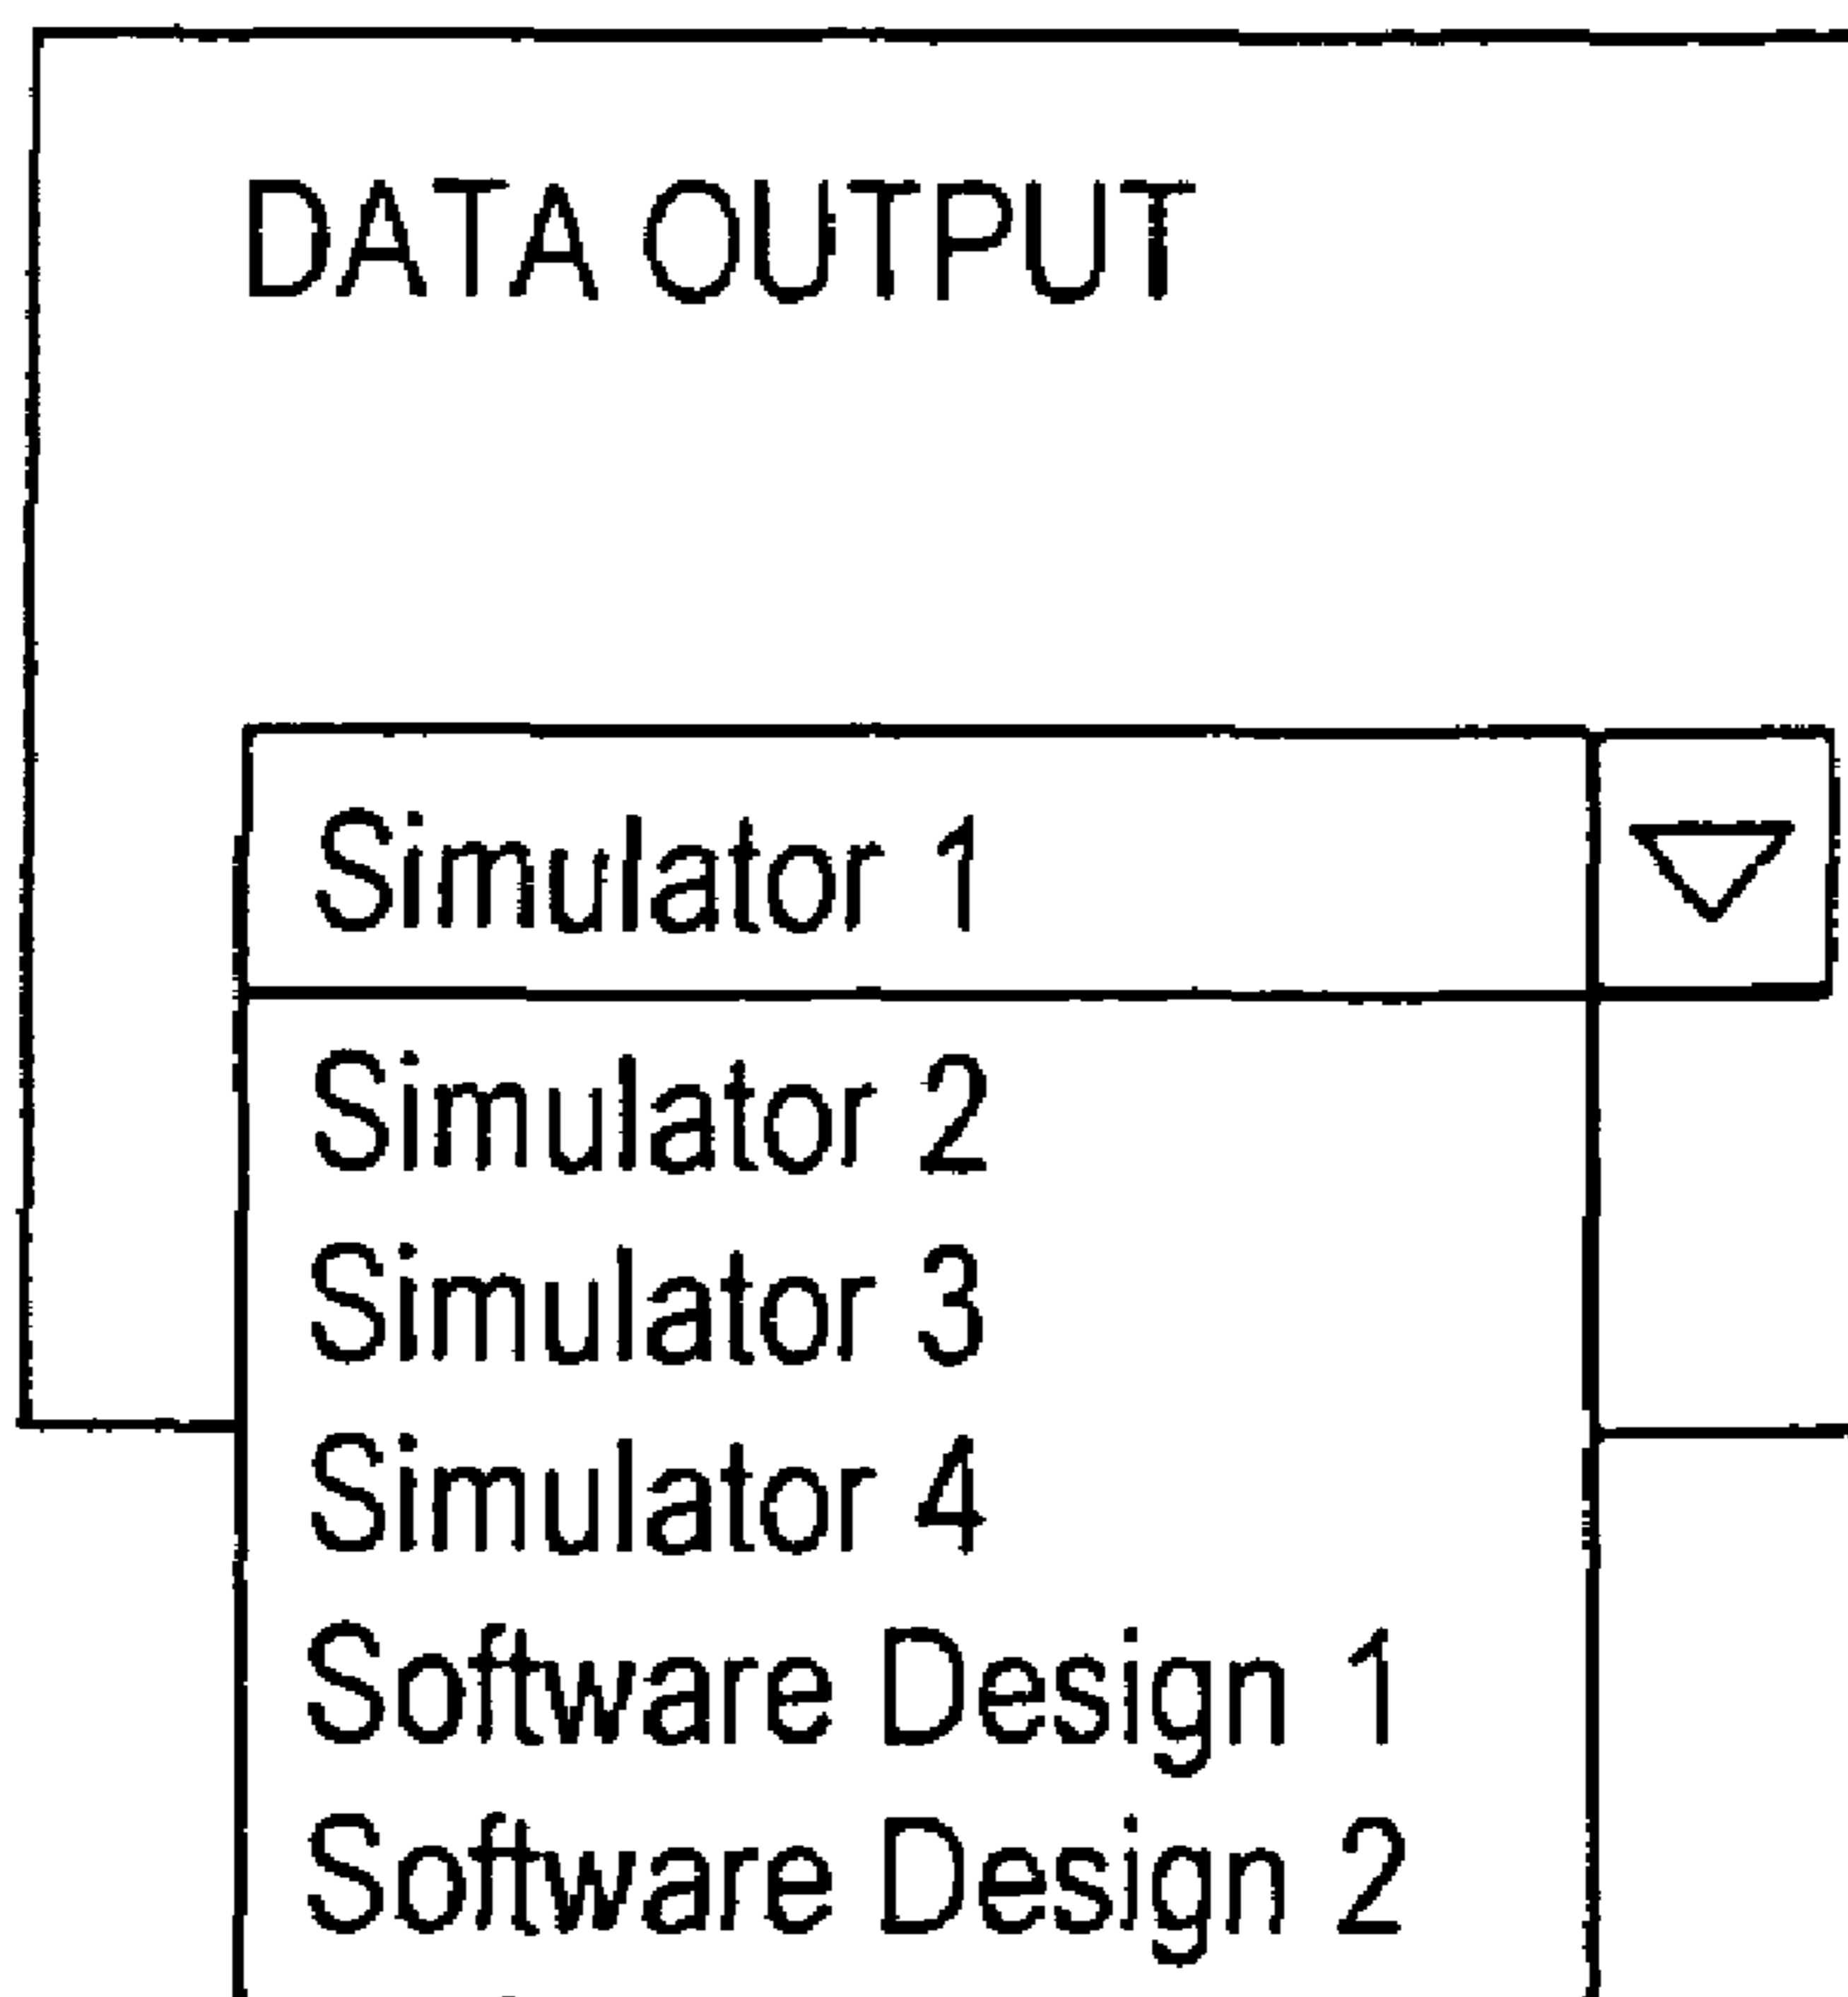 DATA OUTPUT
Simulator 1
Simulator 2
Simulator 3
Simulator 4
Software Design 1
Software Design 2